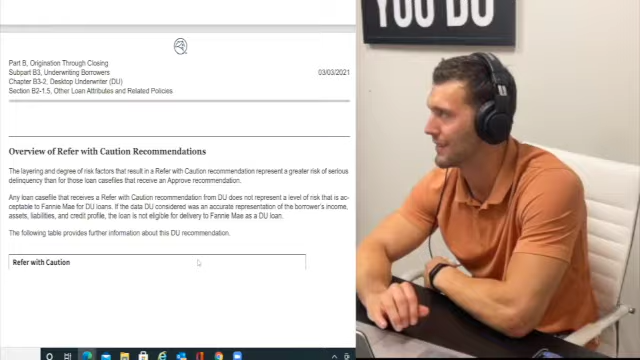 Part B, Origination Through Closing
Subpart B3, Underwriting Borrowers
03/03/2021
Chapter B3-2, Desktop Underwriter (DU)
Section B2-1.5, Other Loan Attributes and Related Policies
Overview of Refer with Caution Recommendations
The layering and degree of risk factors that result in a Refer with Caution recommendation represent a greater risk of serious
delinquency than for those loan casefiles that receive an Approve recommendation.
Any loan casefile that receives a Refer with Caution recommendation from DU does not represent a level of risk that is ac-
ceptable to Fannie Mae for DU loans. If the data DU considered was an accurate representation of the borrower's income,
assets, liabilities, and credit profile, the loan is not eligible for delivery to Fannie Mae as a DU loan.
The following table provides further information about this DU recommendation.
Refer with Caution
YOU DO